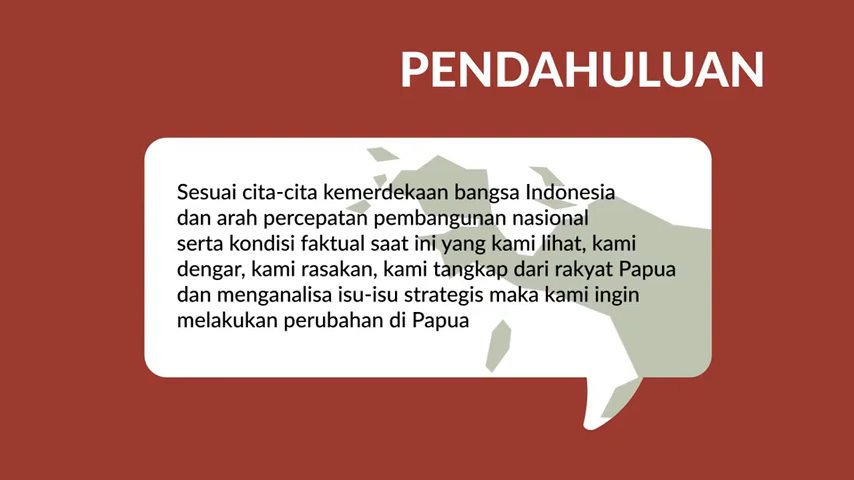 PENDAHULUAN
Sesuai cita-cita kemerdekaan bangsa Indonesia
dan arah percepatan pembangunan nasional
serta kondisi faktual saat ini yang kami lihat, kami
dengar, kami rasakan, kami tangkap dari rakyat Papua
dan menganalisa isu-isu strategis maka kami ingin
melakukan perubahan di Papua